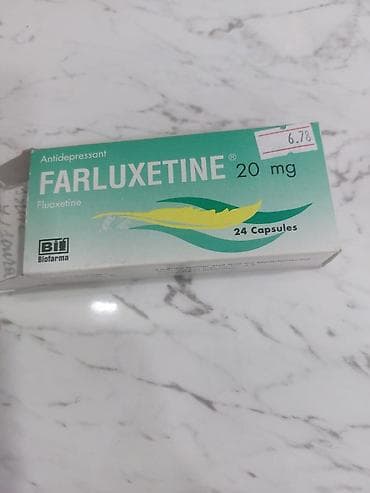 Antidepressant
FARLUXETINE® 20 mg
Fluoxetine
6.78
24 Capsules
Biofarma